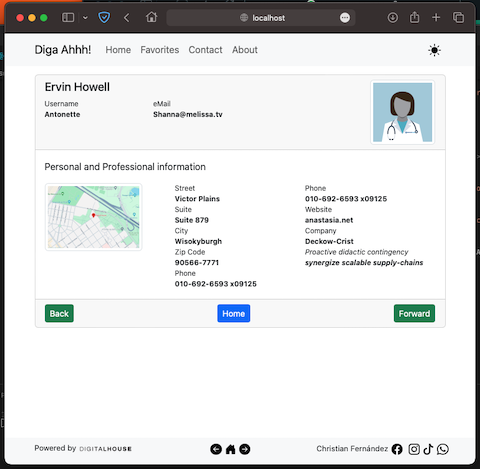 localhost
Diga Ahhh! Home Favorites Contact About
Ervin Howell
Username
Antonette
eMail
Shanna@melissa.tv
Personal and Professional information
Street
Victor Plains
Suite
Suite 879
City
Wisokyburgh
Zip Code
90566-7771
Phone
010-692-6593 x09125
Phone
010-692-6593 x09125
Website
anastasia.net
Company
Deckow-Crist
Proactive didactic contingency
synergize scalable supply-chains
Back Home Forward
Powered by DIGITALHOUSE Christian Fernández